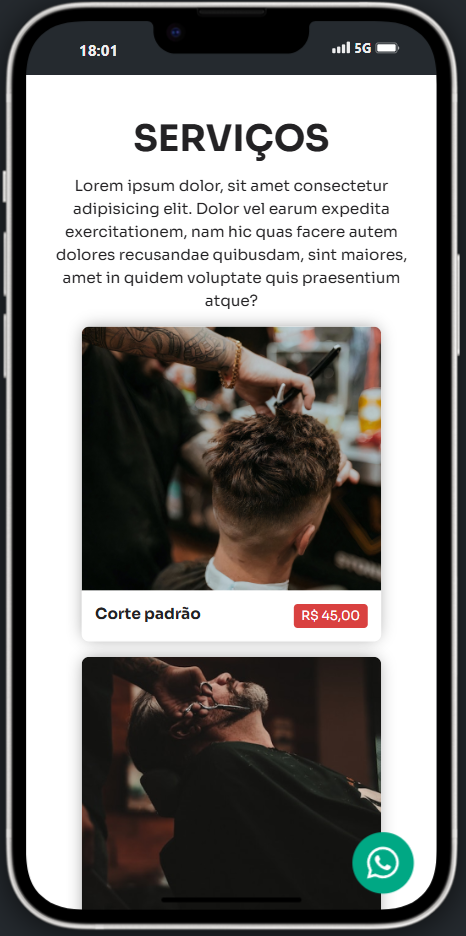 18:01
5G
SERVIÇOS
Lorem ipsum dolor, sit amet consectetur
adipisicing elit. Dolor vel earum expedita
exercitationem, nam hic quas facere autem
dolores recusandae quibusdam, sint maiores,
amet in quidem voluptate quis praesentium
atque?
Corte padrão
R$ 45,00